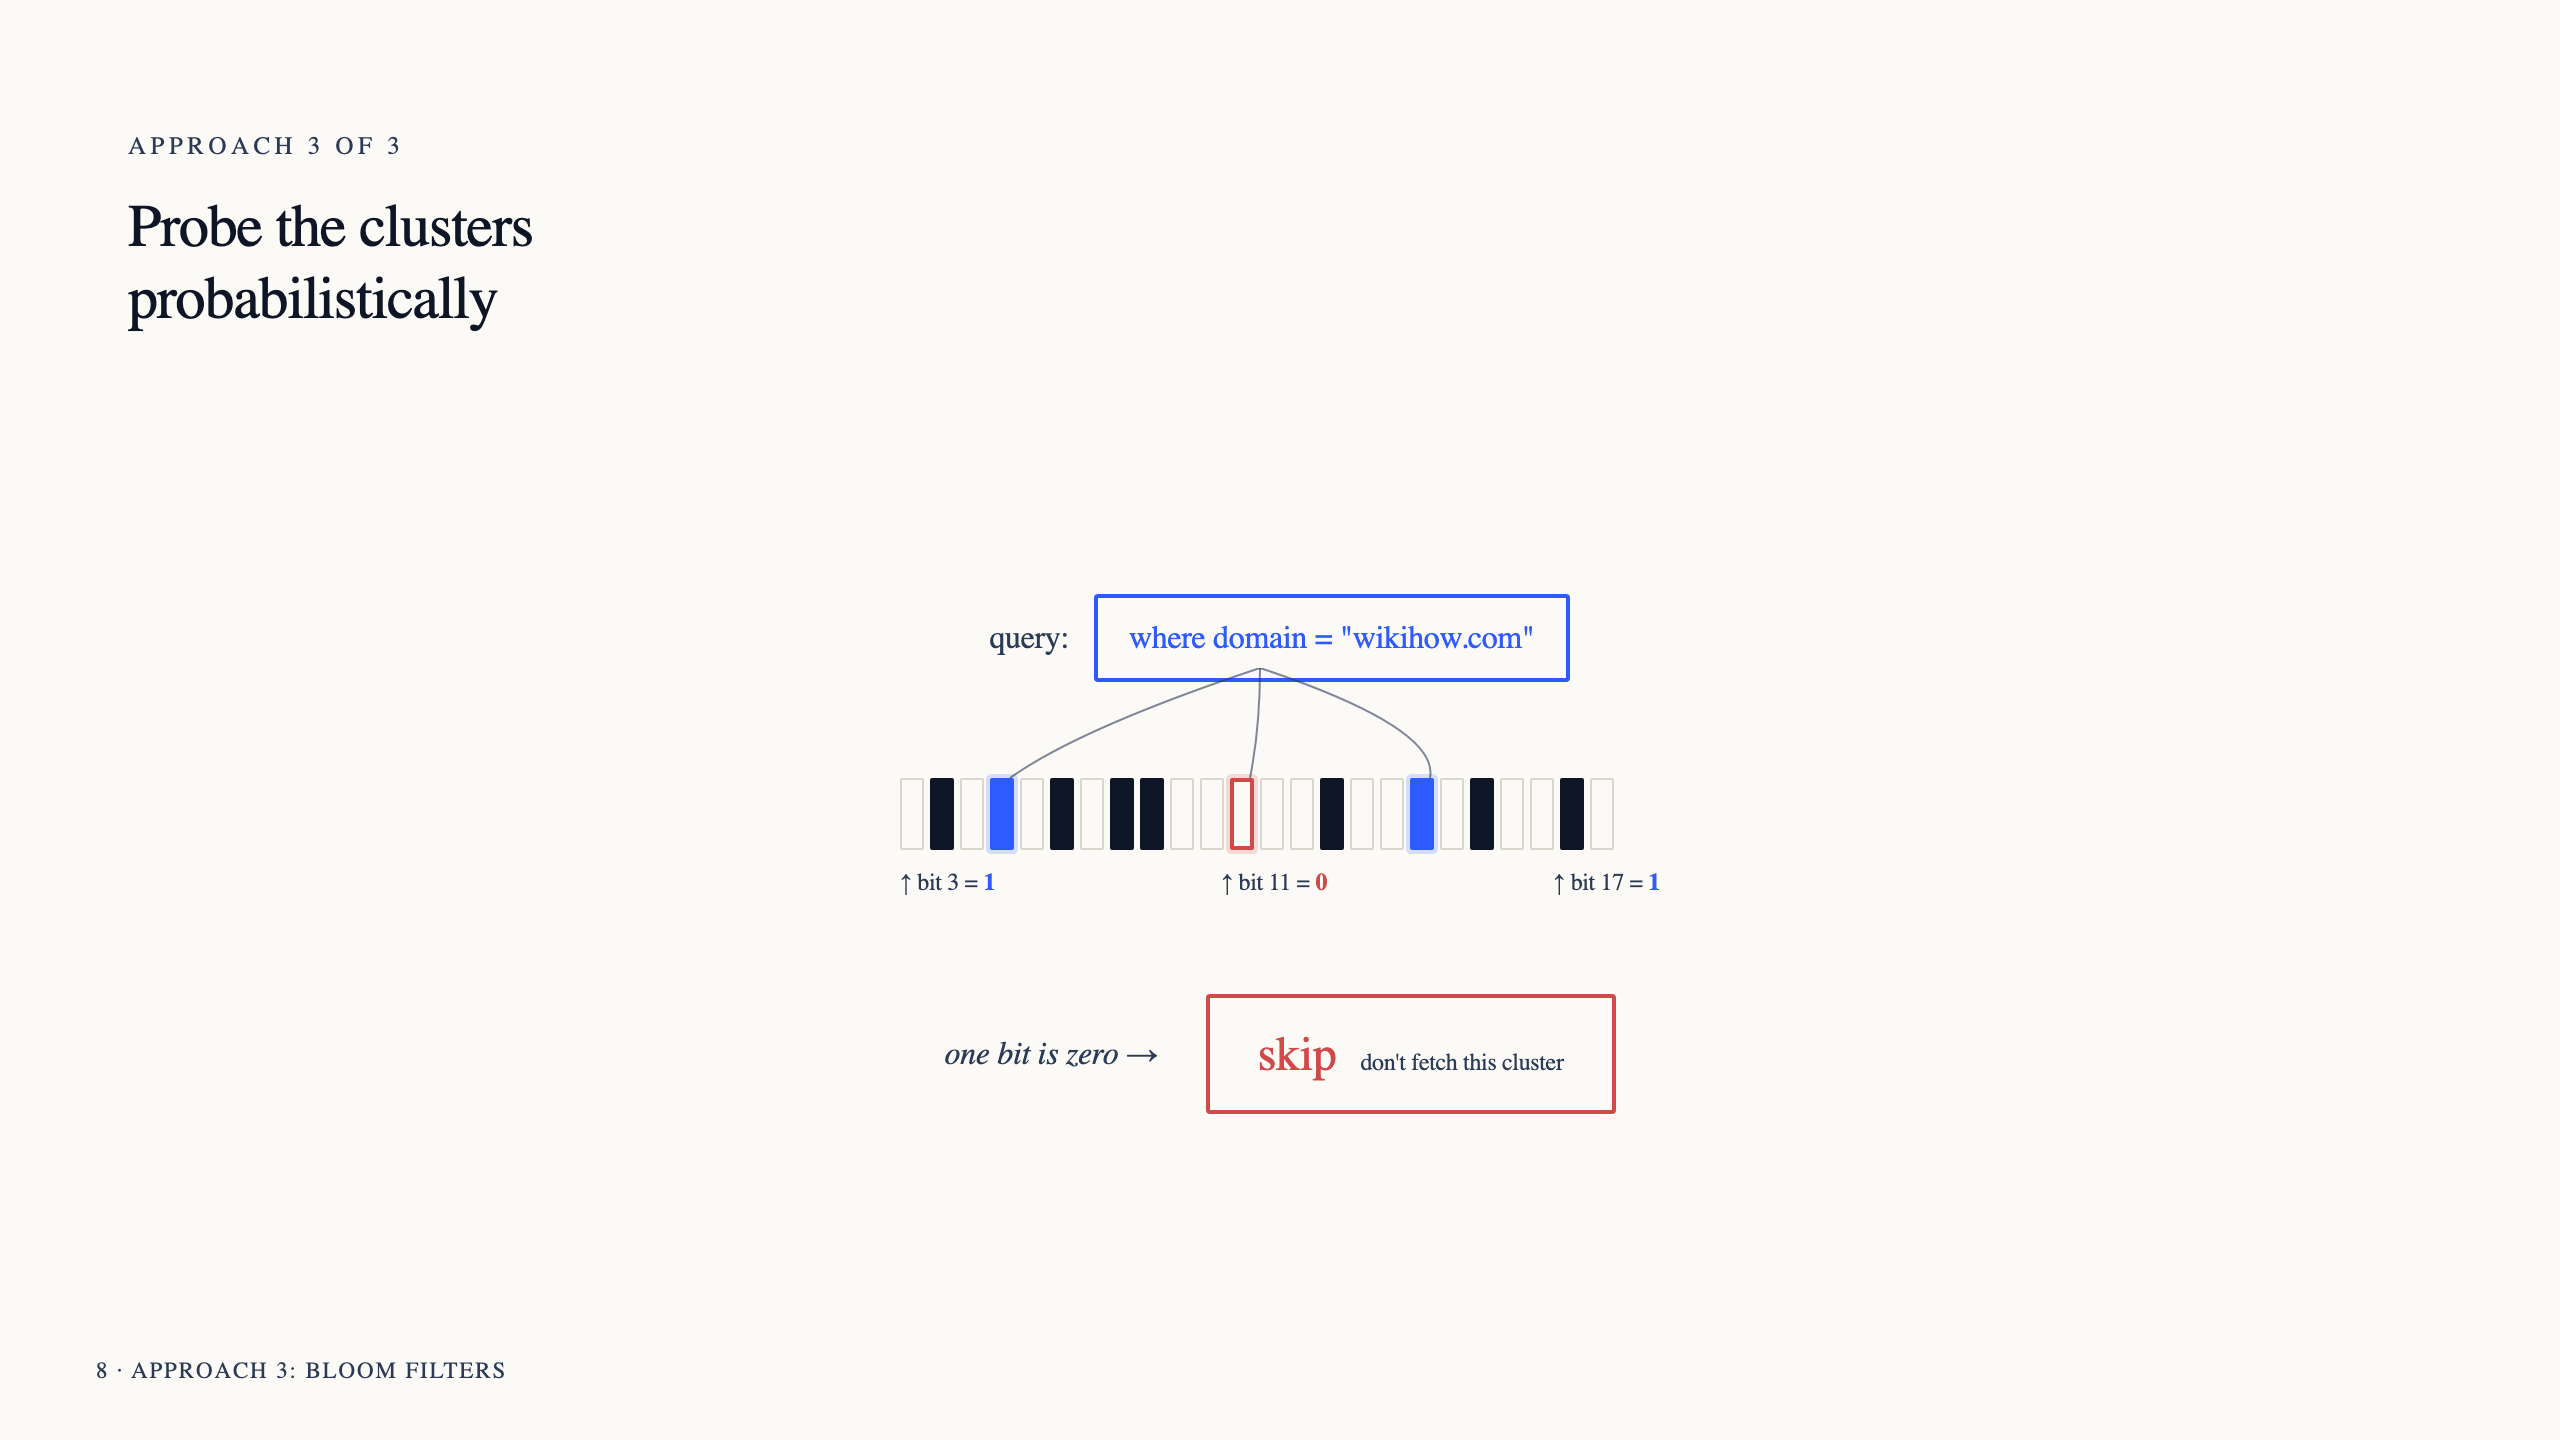 APPROACH 3 OF 3
Probe the clusters
probabilistically
query: where domain = "wikihow.com"
↑ bit 3 = 1 ↑ bit 11 = 0 ↑ bit 17 = 1
one bit is zero → skip don't fetch this cluster
8 · APPROACH 3: BLOOM FILTERS